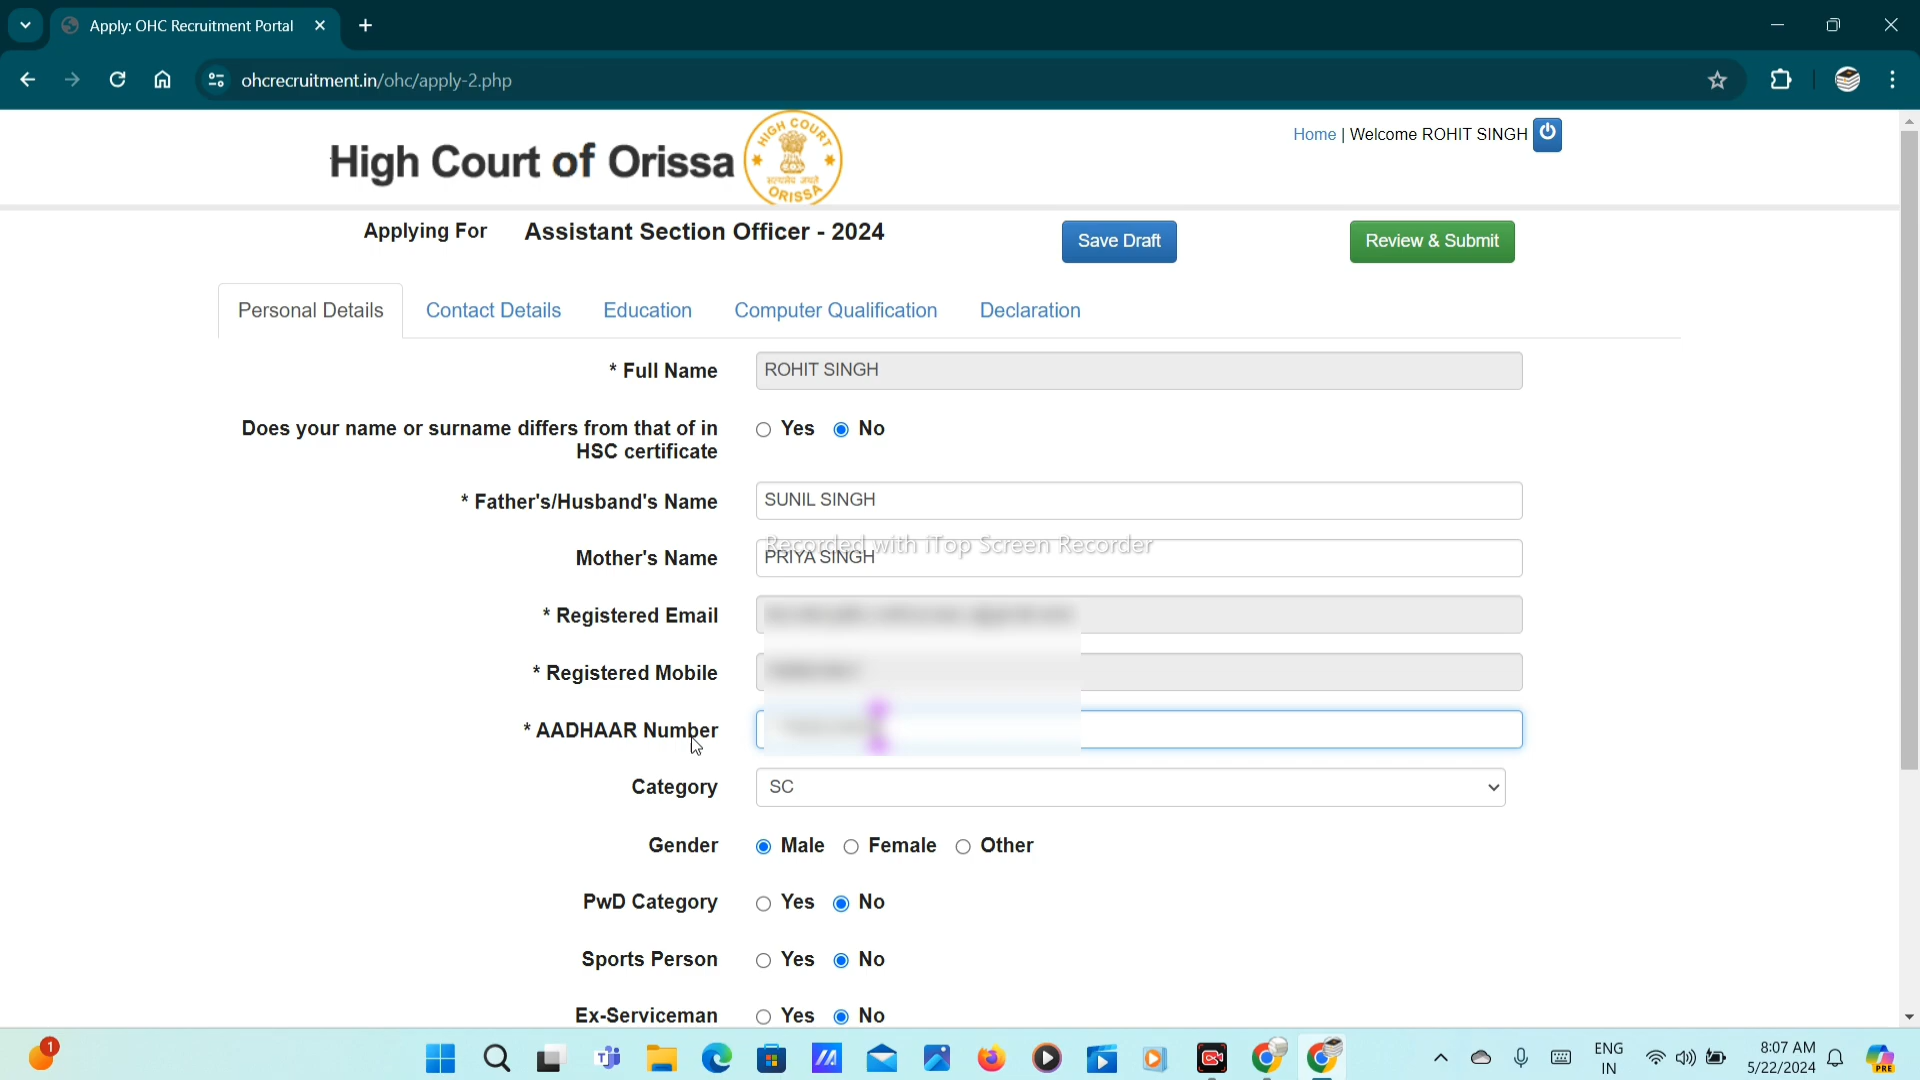 Apply: OHC Recruitment Portal
ohcrecruitment.in/ohc/apply-2.php
High Court of Orissa
HIGH COURT
सत्यमेव जयते
ORISSA
Home | Welcome ROHIT SINGH
Applying For Assistant Section Officer - 2024
Save Draft
Review & Submit
Personal Details
Contact Details
Education
Computer Qualification
Declaration
* Full Name
ROHIT SINGH
Does your name or surname differs from that of in
HSC certificate
Yes No
* Father's/Husband's Name
SUNIL SINGH
Recorded with iTop Screen Recorder
Mother's Name
PRIYA SINGH
* Registered Email
* Registered Mobile
* AADHAAR Number
Category
SC
Gender
Male Female Other
PwD Category
Yes No
Sports Person
Yes No
Ex-Serviceman
Yes No
1
ENG
IN
8:07 AM
5/22/2024
PRE